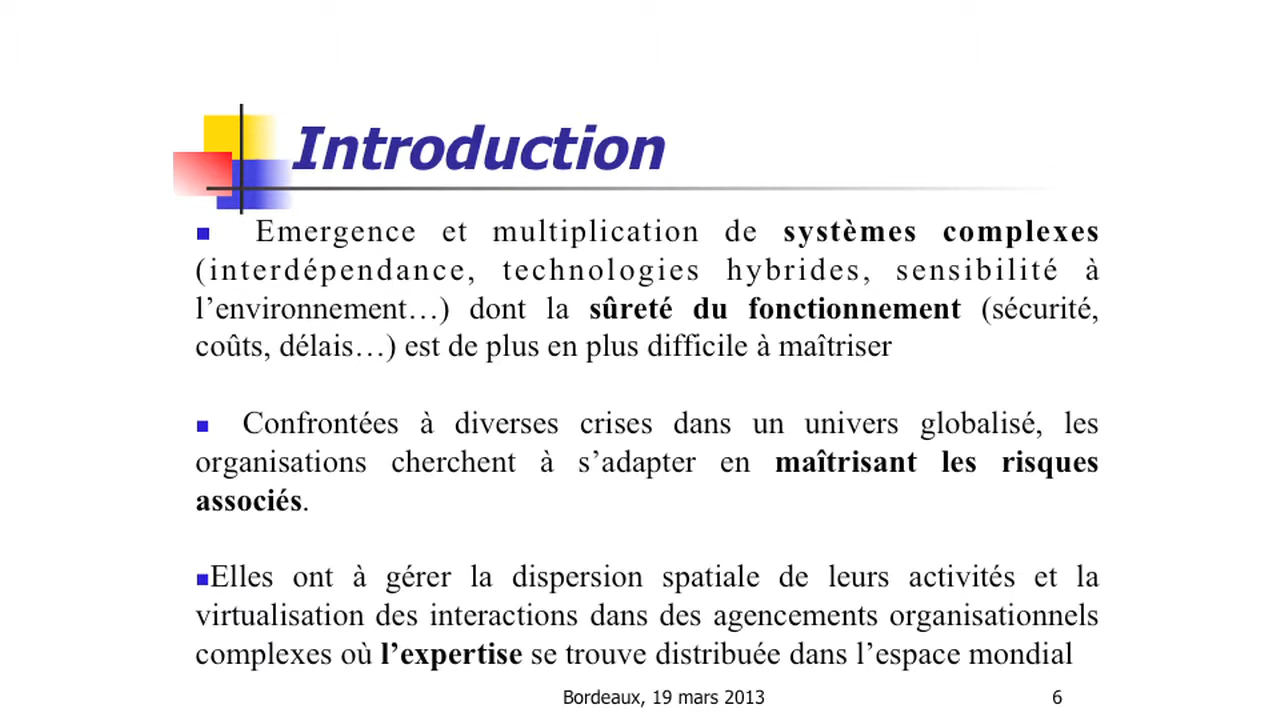 Introduction
Emergence et multiplication de systèmes complexes
(interdépendance, technologies hybrides, sensibilité à
l’environnement…) dont la sûreté du fonctionnement (sécurité,
coûts, délais…) est de plus en plus difficile à maîtriser
Confrontées à diverses crises dans un univers globalisé, les
organisations cherchent à s’adapter en maîtrisant les risques
associés.
Elles ont à gérer la dispersion spatiale de leurs activités et la
virtualisation des interactions dans des agencements organisationnels
complexes où l’expertise se trouve distribuée dans l’espace mondial
Bordeaux, 19 mars 2013
6